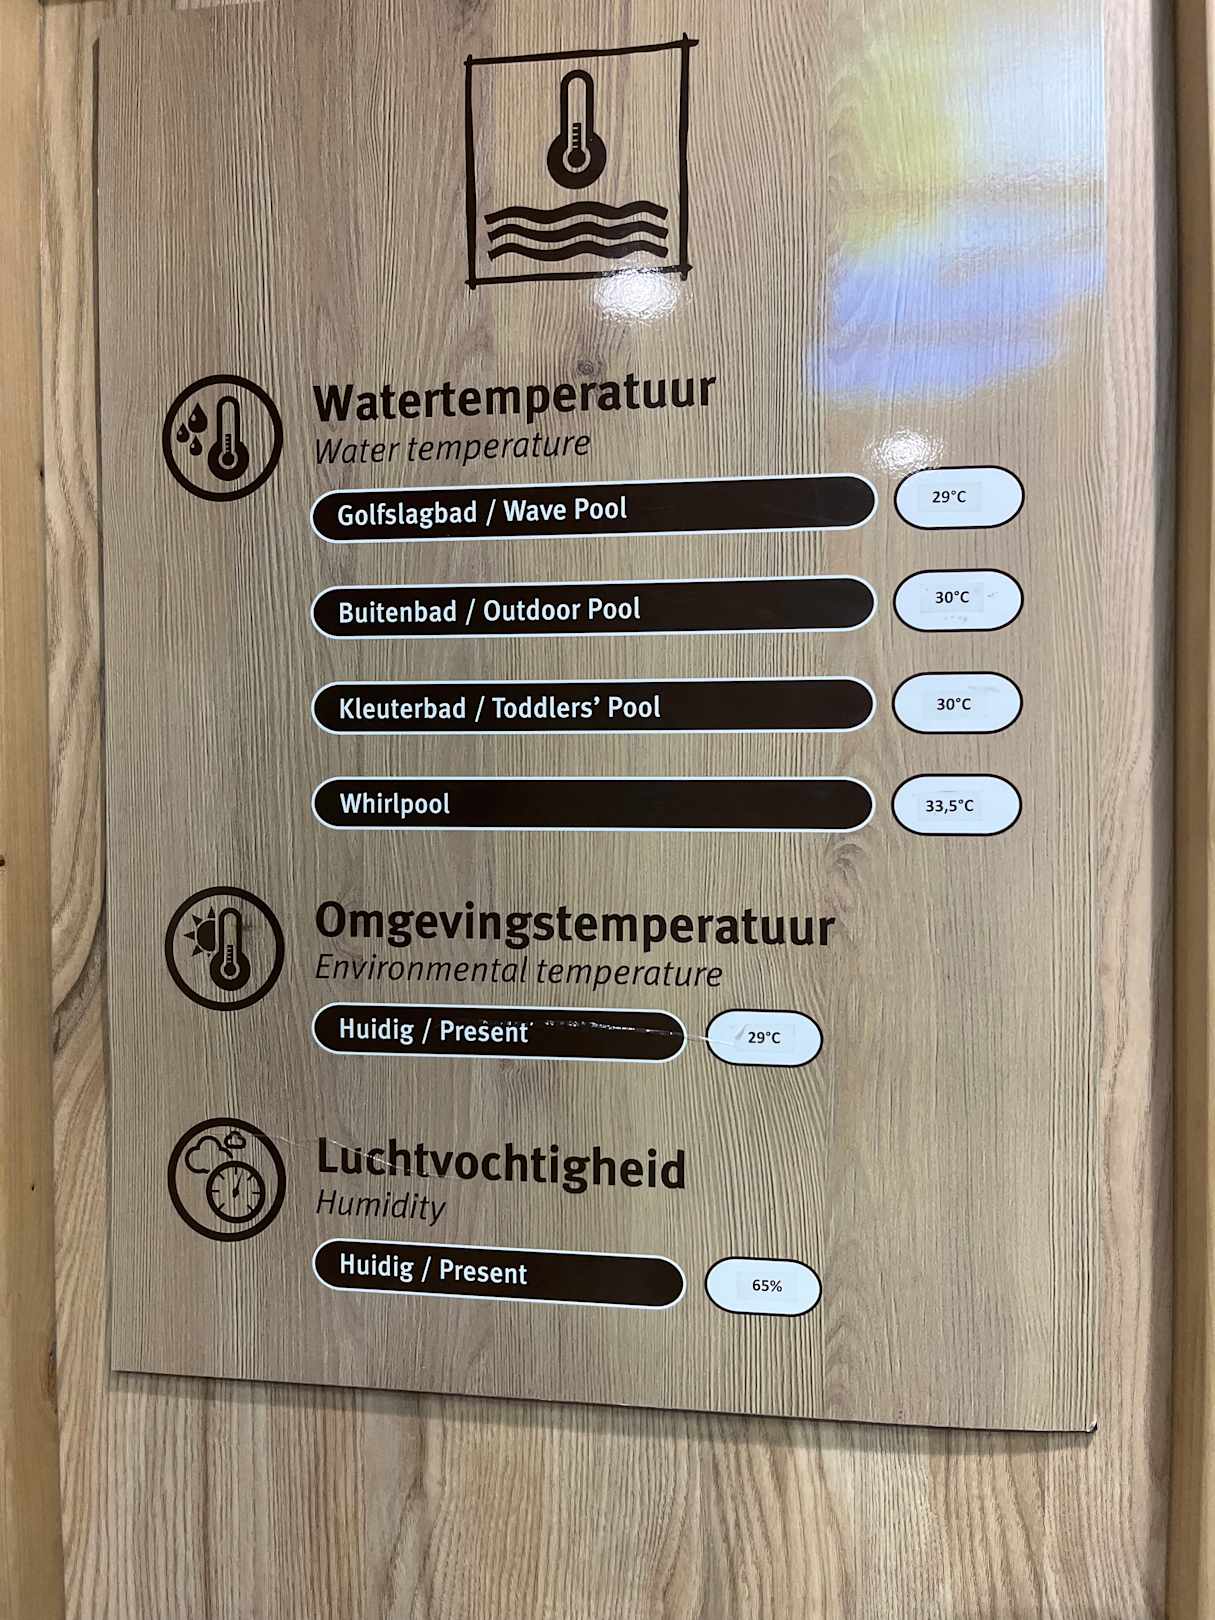 Watertemperatuur
Water temperature
Golfslagbad / Wave Pool 29°C
Buitenbad / Outdoor Pool 30°C
Kleuterbad / Toddlers’ Pool 30°C
Whirlpool 33,5°C
Omgevingstemperatuur
Environmental temperature
Huidig / Present 29°C
Luchtvochtigheid
Humidity
Huidig / Present 65%